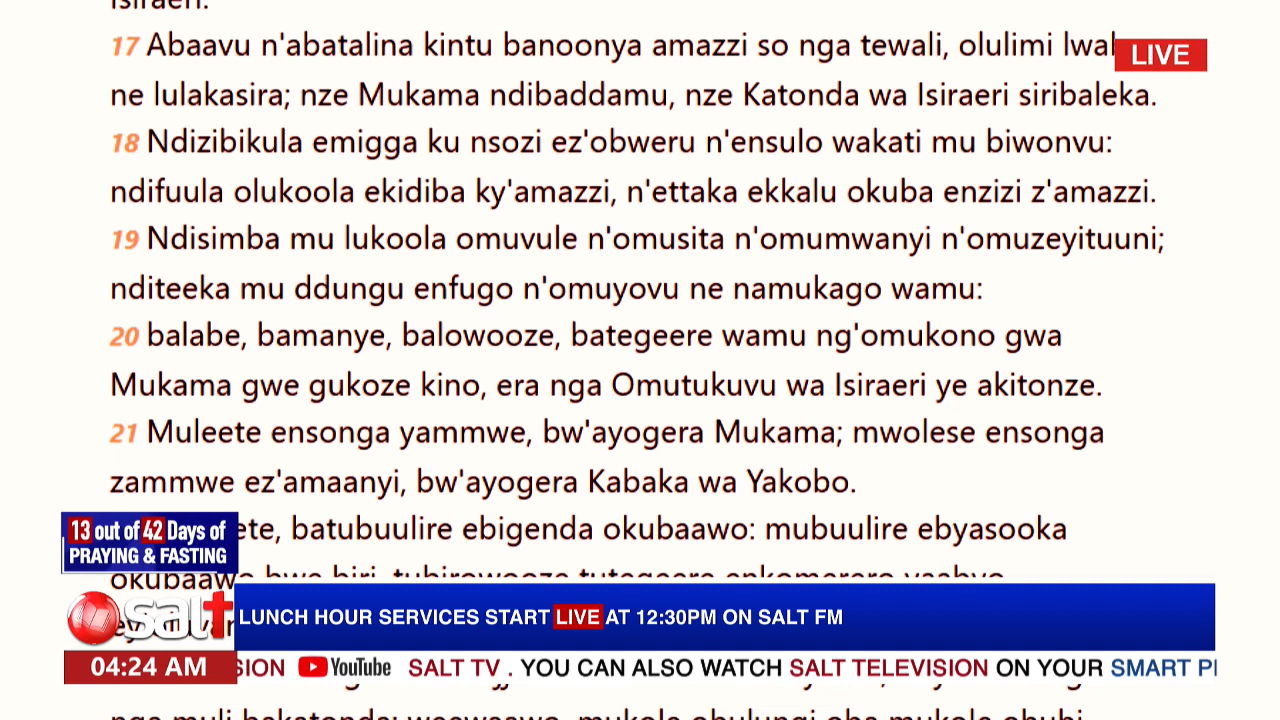 17 Abaavu n'abatalina kintu banoonya amazzi so nga tewali, olulimi
LIVE
ne lulakasira; nze Mukama ndibaddamu, nze Katonda wa Isiraeri siribaleka.
18 Ndizibikula emigga ku nsozi ez'obweru n'ensulo wakati mu biwonvu:
ndifuula olukoola ekidiba ky'amazzi, n'ettaka ekkalu okuba enzizi z'amazzi.
19 Ndisimba mu lukoola omuvule n'omusita n'omumwanyi n'omuzeyituuni;
nditeeka mu ddungu enfugo n'omuyovu ne namukago wamu:
20 balabe, bamanye, balowooze, bategeere wamu ng'omukono gwa
Mukama gwe gukoze kino, era nga Omutukuvu wa Isiraeri ye akitonze.
21 Muleete ensonga yammwe, bw'ayogera Mukama; mwolese ensonga
zammwe ez'amaanyi, bw'ayogera Kabaka wa Yakobo.
batubuulire ebigenda okubaawo: mubuulire ebyasooka
13 out of 42 Days of
PRAYING & FASTING
salt
LUNCH HOUR SERVICES START LIVE AT 12:30PM ON SALT FM
04:24 AM
YouTube SALT TV . YOU CAN ALSO WATCH SALT TELEVISION ON YOUR SMART